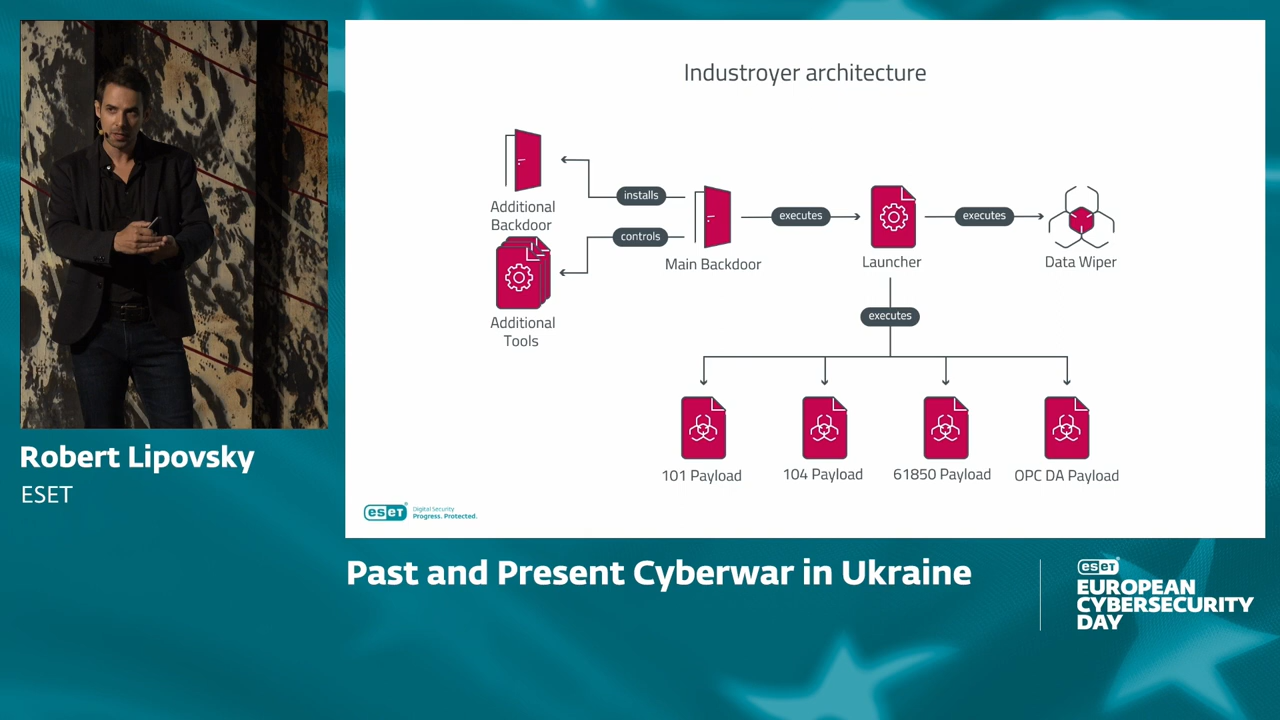 Industroyer architecture
Additional
Backdoor
installs
controls
Main Backdoor
executes
Launcher
executes
Data Wiper
Additional
Tools
executes
101 Payload
104 Payload
61850 Payload
OPC DA Payload
eset
Digital Security
Progress. Protected.
Robert Lipovsky
ESET
Past and Present Cyberwar in Ukraine
eset
EUROPEAN
CYBERSECURITY
DAY